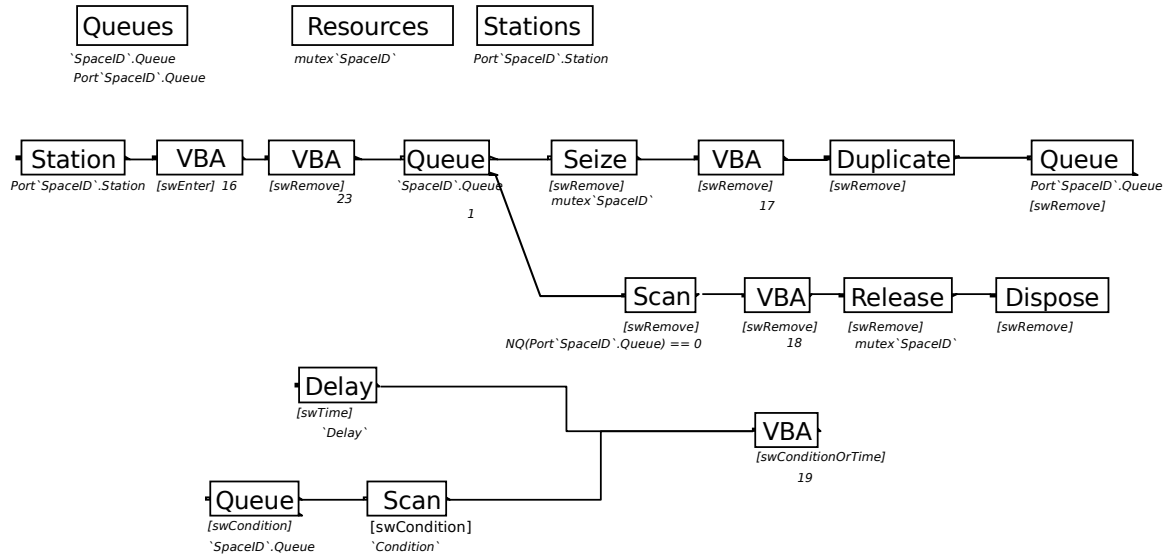 Queues
Resources
Stations
`SpaceID`.Queue
Port`SpaceID`.Queue
mutex`SpaceID`
Port`SpaceID`.Station
Station
VBA
VBA
Queue
Seize
VBA
Duplicate
Queue
Port`SpaceID`.Station
[swEnter] 16
[swRemove]
23
`SpaceID`.Queue
1
[swRemove]
mutex`SpaceID`
[swRemove]
17
[swRemove]
Port`SpaceID`.Queue
[swRemove]
Scan
VBA
Release
Dispose
[swRemove]
NQ(Port`SpaceID`.Queue) == 0
[swRemove]
18
[swRemove]
mutex`SpaceID`
[swRemove]
Delay
[swTime]
`Delay`
VBA
[swConditionOrTime]
19
Queue
Scan
[swCondition]
`SpaceID`.Queue
[swCondition]
`Condition`